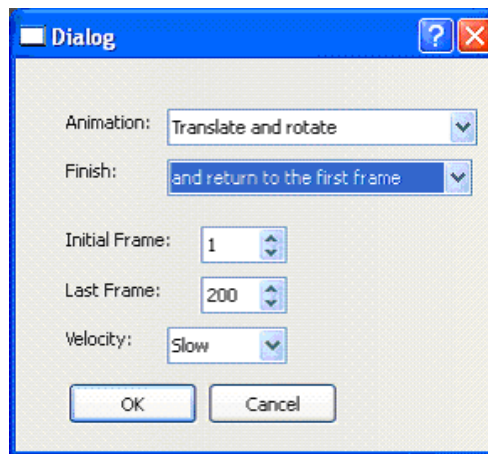 Dialog
Animation: Translate and rotate
Finish: and return to the first frame
Initial Frame: 1
Last Frame: 200
Velocity: Slow
OK Cancel